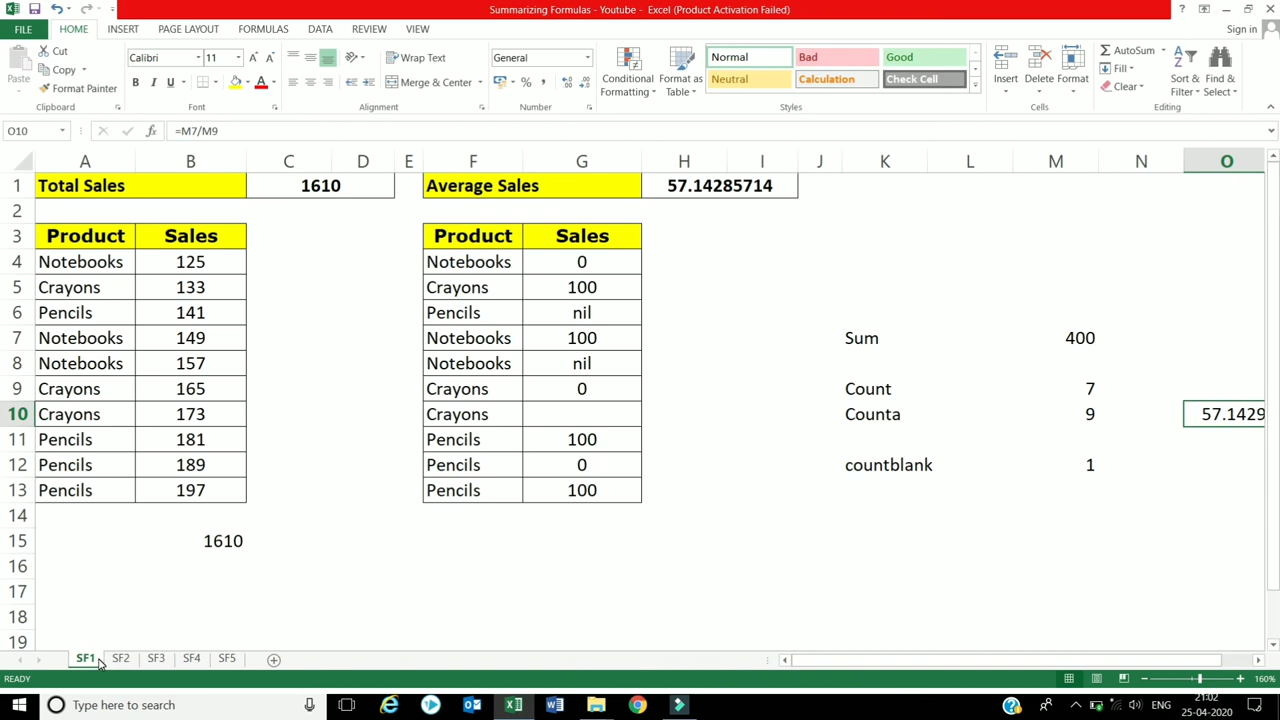 Summarizing Formulas - Youtube - Excel (Product Activation Failed)
FILE HOME INSERT PAGE LAYOUT FORMULAS DATA REVIEW VIEW Sign in
Paste
Cut
Copy
Format Painter
Clipboard
Calibri 11
B I U A
Font
Wrap Text
Merge & Center
Alignment
General
%
Number
Conditional Formatting
Format as Table
Normal Bad Good
Neutral Calculation Check Cell
Styles
Insert Delete Format
Cells
AutoSum
Fill
Clear
Sort & Filter
Find & Select
Editing
O10 fx =M7/M9
A B C D E F G H I J K L M N O
1 Total Sales 1610 Average Sales 57.14285714
2
3 Product Sales Product Sales
4 Notebooks 125 Notebooks 0
5 Crayons 133 Crayons 100
6 Pencils 141 Pencils nil
7 Notebooks 149 Notebooks 100 Sum 400
8 Notebooks 157 Notebooks nil
9 Crayons 165 Crayons 0 Count 7
10 Crayons 173 Crayons Counta 9 57.1429
11 Pencils 181 Pencils 100
12 Pencils 189 Pencils 0 countblank 1
13 Pencils 197 Pencils 100
14
15 1610
16
17
18
19
SF1 SF2 SF3 SF4 SF5
READY 160%
Type here to search
ENG
21:02
25-04-2020